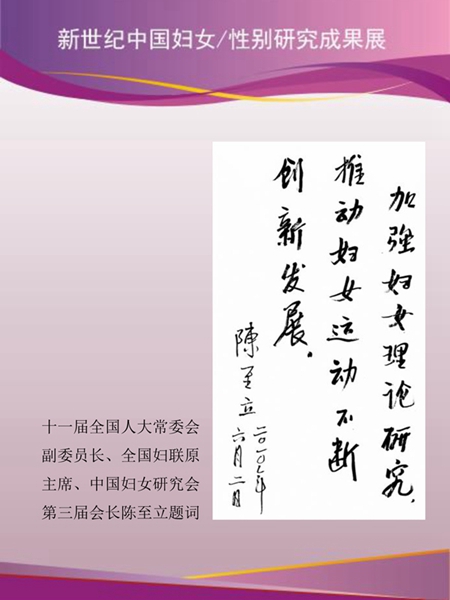 新世纪中国妇女/性别研究成果展
加强妇女理论研究,
推动妇女运动不断
创新发展。
陳至立
二〇一七年
六月二日
十一届全国人大常委会
副委员长、全国妇联原
主席、中国妇女研究会
第三届会长陈至立题词